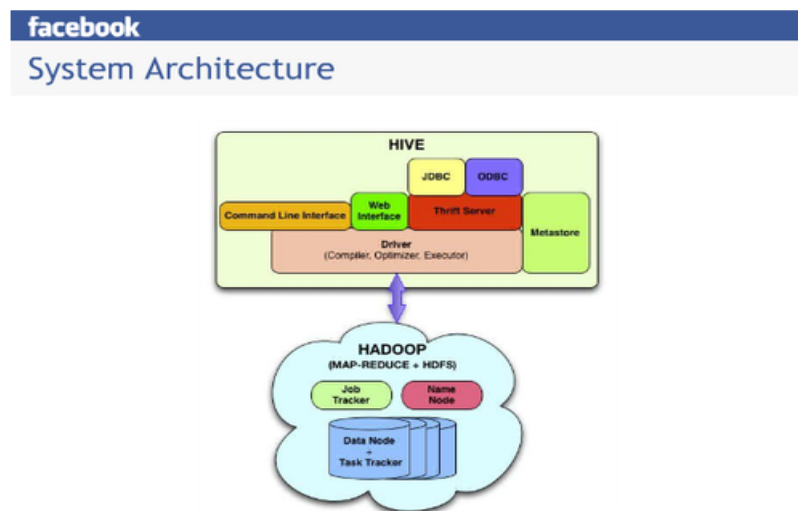 facebook
System Architecture
HIVE
JDBC
ODBC
Command Line Interface
Web
Interface
Thrift Server
Metastore
Driver
(Compiler, Optimizer, Executor)
HADOOP
(MAP-REDUCE + HDFS)
Job
Tracker
Name
Node
Data Node
+
Task Tracker